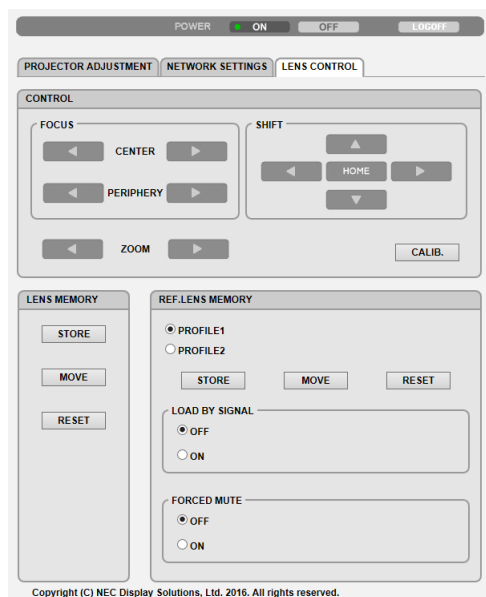 POWER ON OFF LOGOFF
PROJECTOR ADJUSTMENT NETWORK SETTINGS LENS CONTROL
CONTROL
FOCUS
CENTER
PERIPHERY
SHIFT
HOME
ZOOM
CALIB.
LENS MEMORY
STORE
MOVE
RESET
REF.LENS MEMORY
PROFILE1
PROFILE2
STORE MOVE RESET
LOAD BY SIGNAL
OFF
ON
FORCED MUTE
OFF
ON
Copyright (C) NEC Display Solutions, Ltd. 2016. All rights reserved.